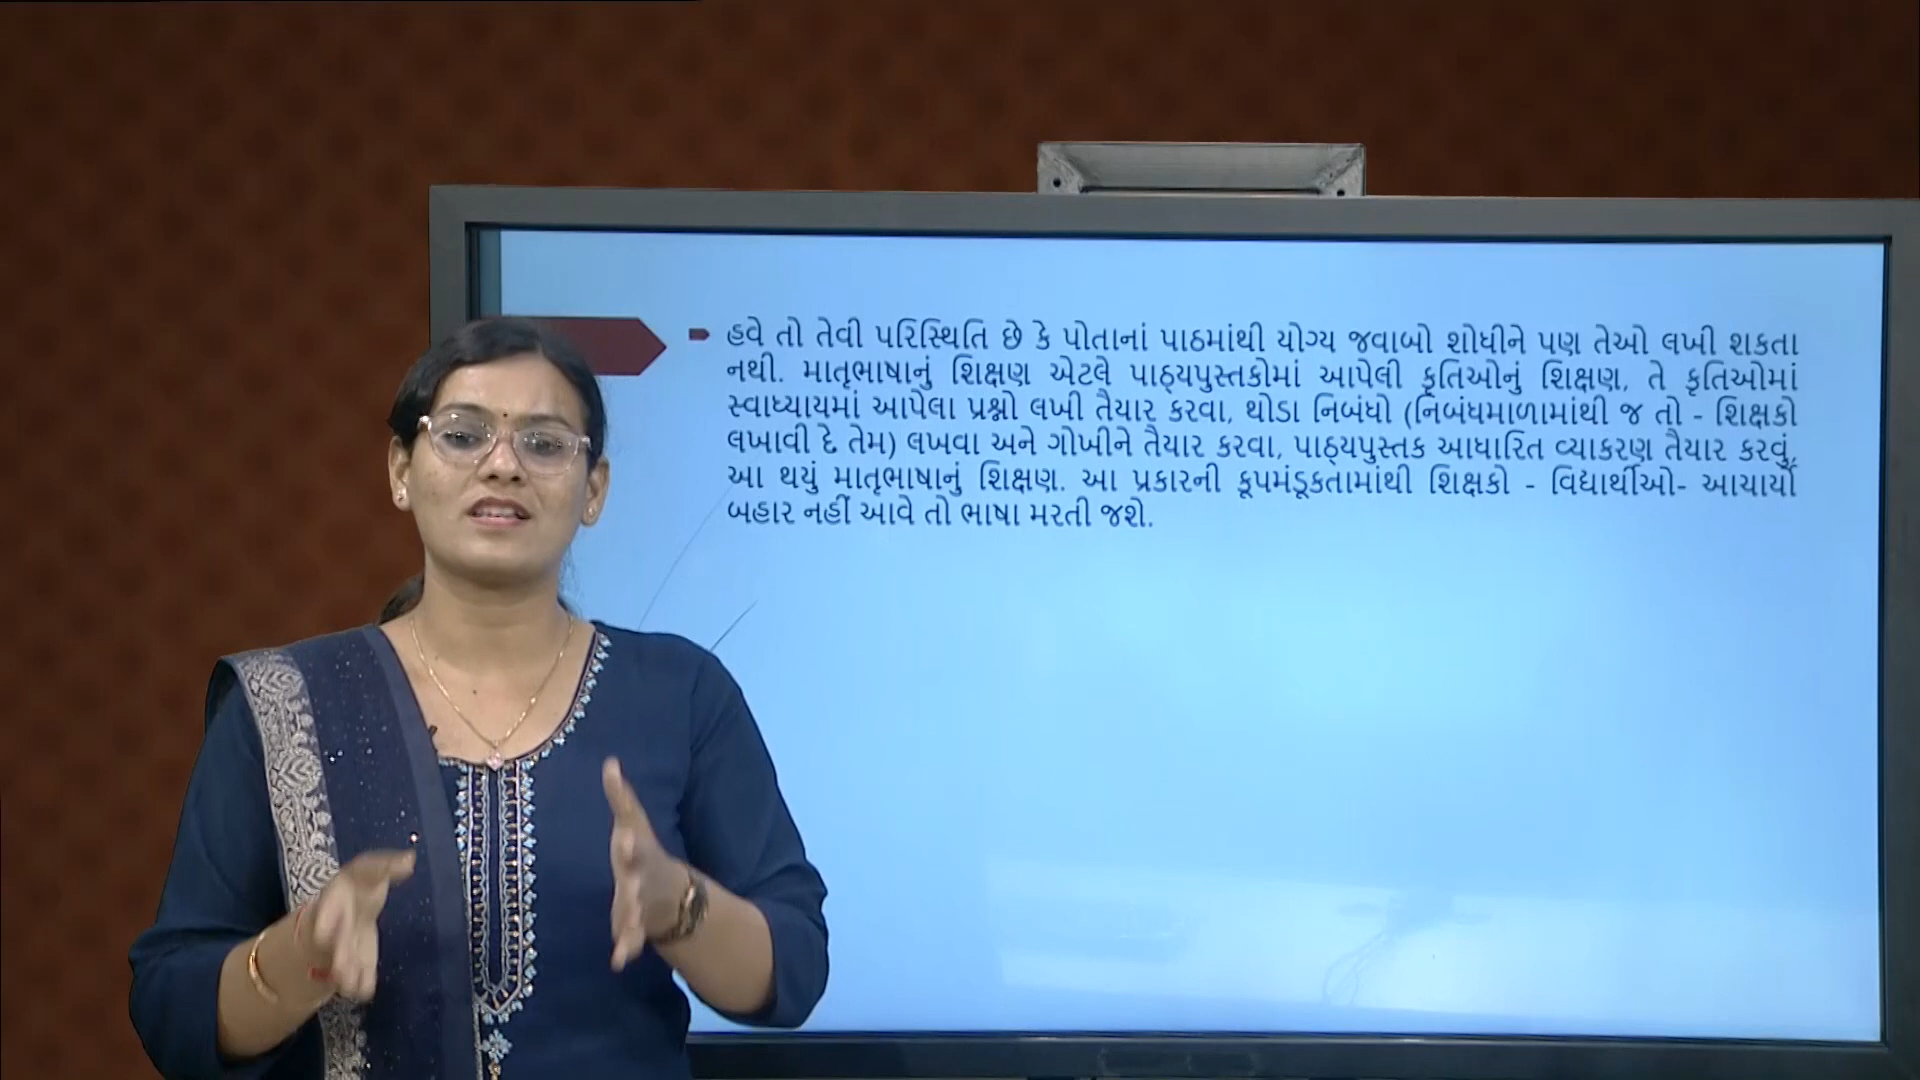 હવે તો તેવી પરિસ્થિતિ છે કે પોતાનાં પાઠમાંથી યોગ્ય જવાબો શોધીને પણ તેઓ લખી શકતા
નથી. માતૃભાષાનું શિક્ષણ એટલે પાઠ્યપુસ્તકોમાં આપેલી કૃતિઓનું શિક્ષણ, તે કૃતિઓમાં
સ્વાધ્યાયમાં આપેલા પ્રશ્નો લખી તૈયાર કરવા, થોડા નિબંધો (નિબંધમાળામાંથી જ તો - શિક્ષકો
લખાવી દે તેમ) લખવા અને ગોખીને તૈયાર કરવા, પાઠ્યપુસ્તક આધારિત વ્યાકરણ તૈયાર કરવું,
આ થયું માતૃભાષાનું શિક્ષણ. આ પ્રકારની કૂપમંડૂકતામાંથી શિક્ષકો - વિદ્યાર્થીઓ- આચાર્યો
બહાર નહીં આવે તો ભાષા મરતી જશે.